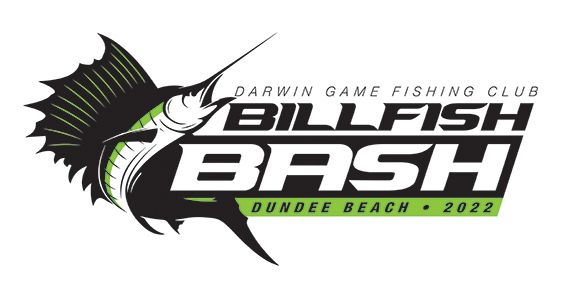 DARWIN GAME FISHING CLUB
BILLFISH
BASH
DUNDEE BEACH • 2022